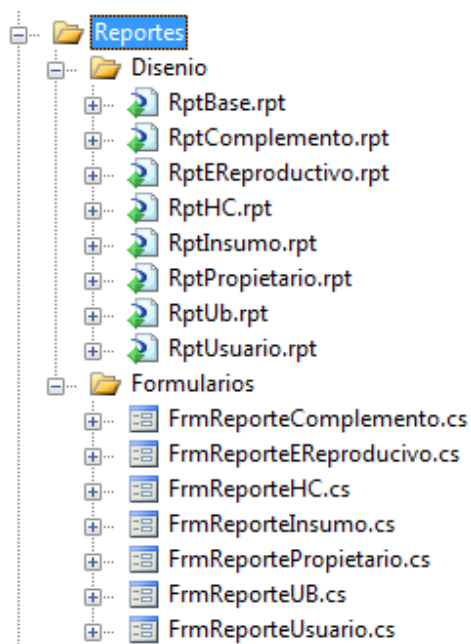 Reportes
Disenio
RptBase.rpt
RptComplemento.rpt
RptEReproductivo.rpt
RptHC.rpt
RptInsumo.rpt
RptPropietario.rpt
RptUb.rpt
RptUsuario.rpt
Formularios
FrmReporteComplemento.cs
FrmReporteEReproducivo.cs
FrmReporteHC.cs
FrmReporteInsumo.cs
FrmReportePropietario.cs
FrmReporteUB.cs
FrmReporteUsuario.cs